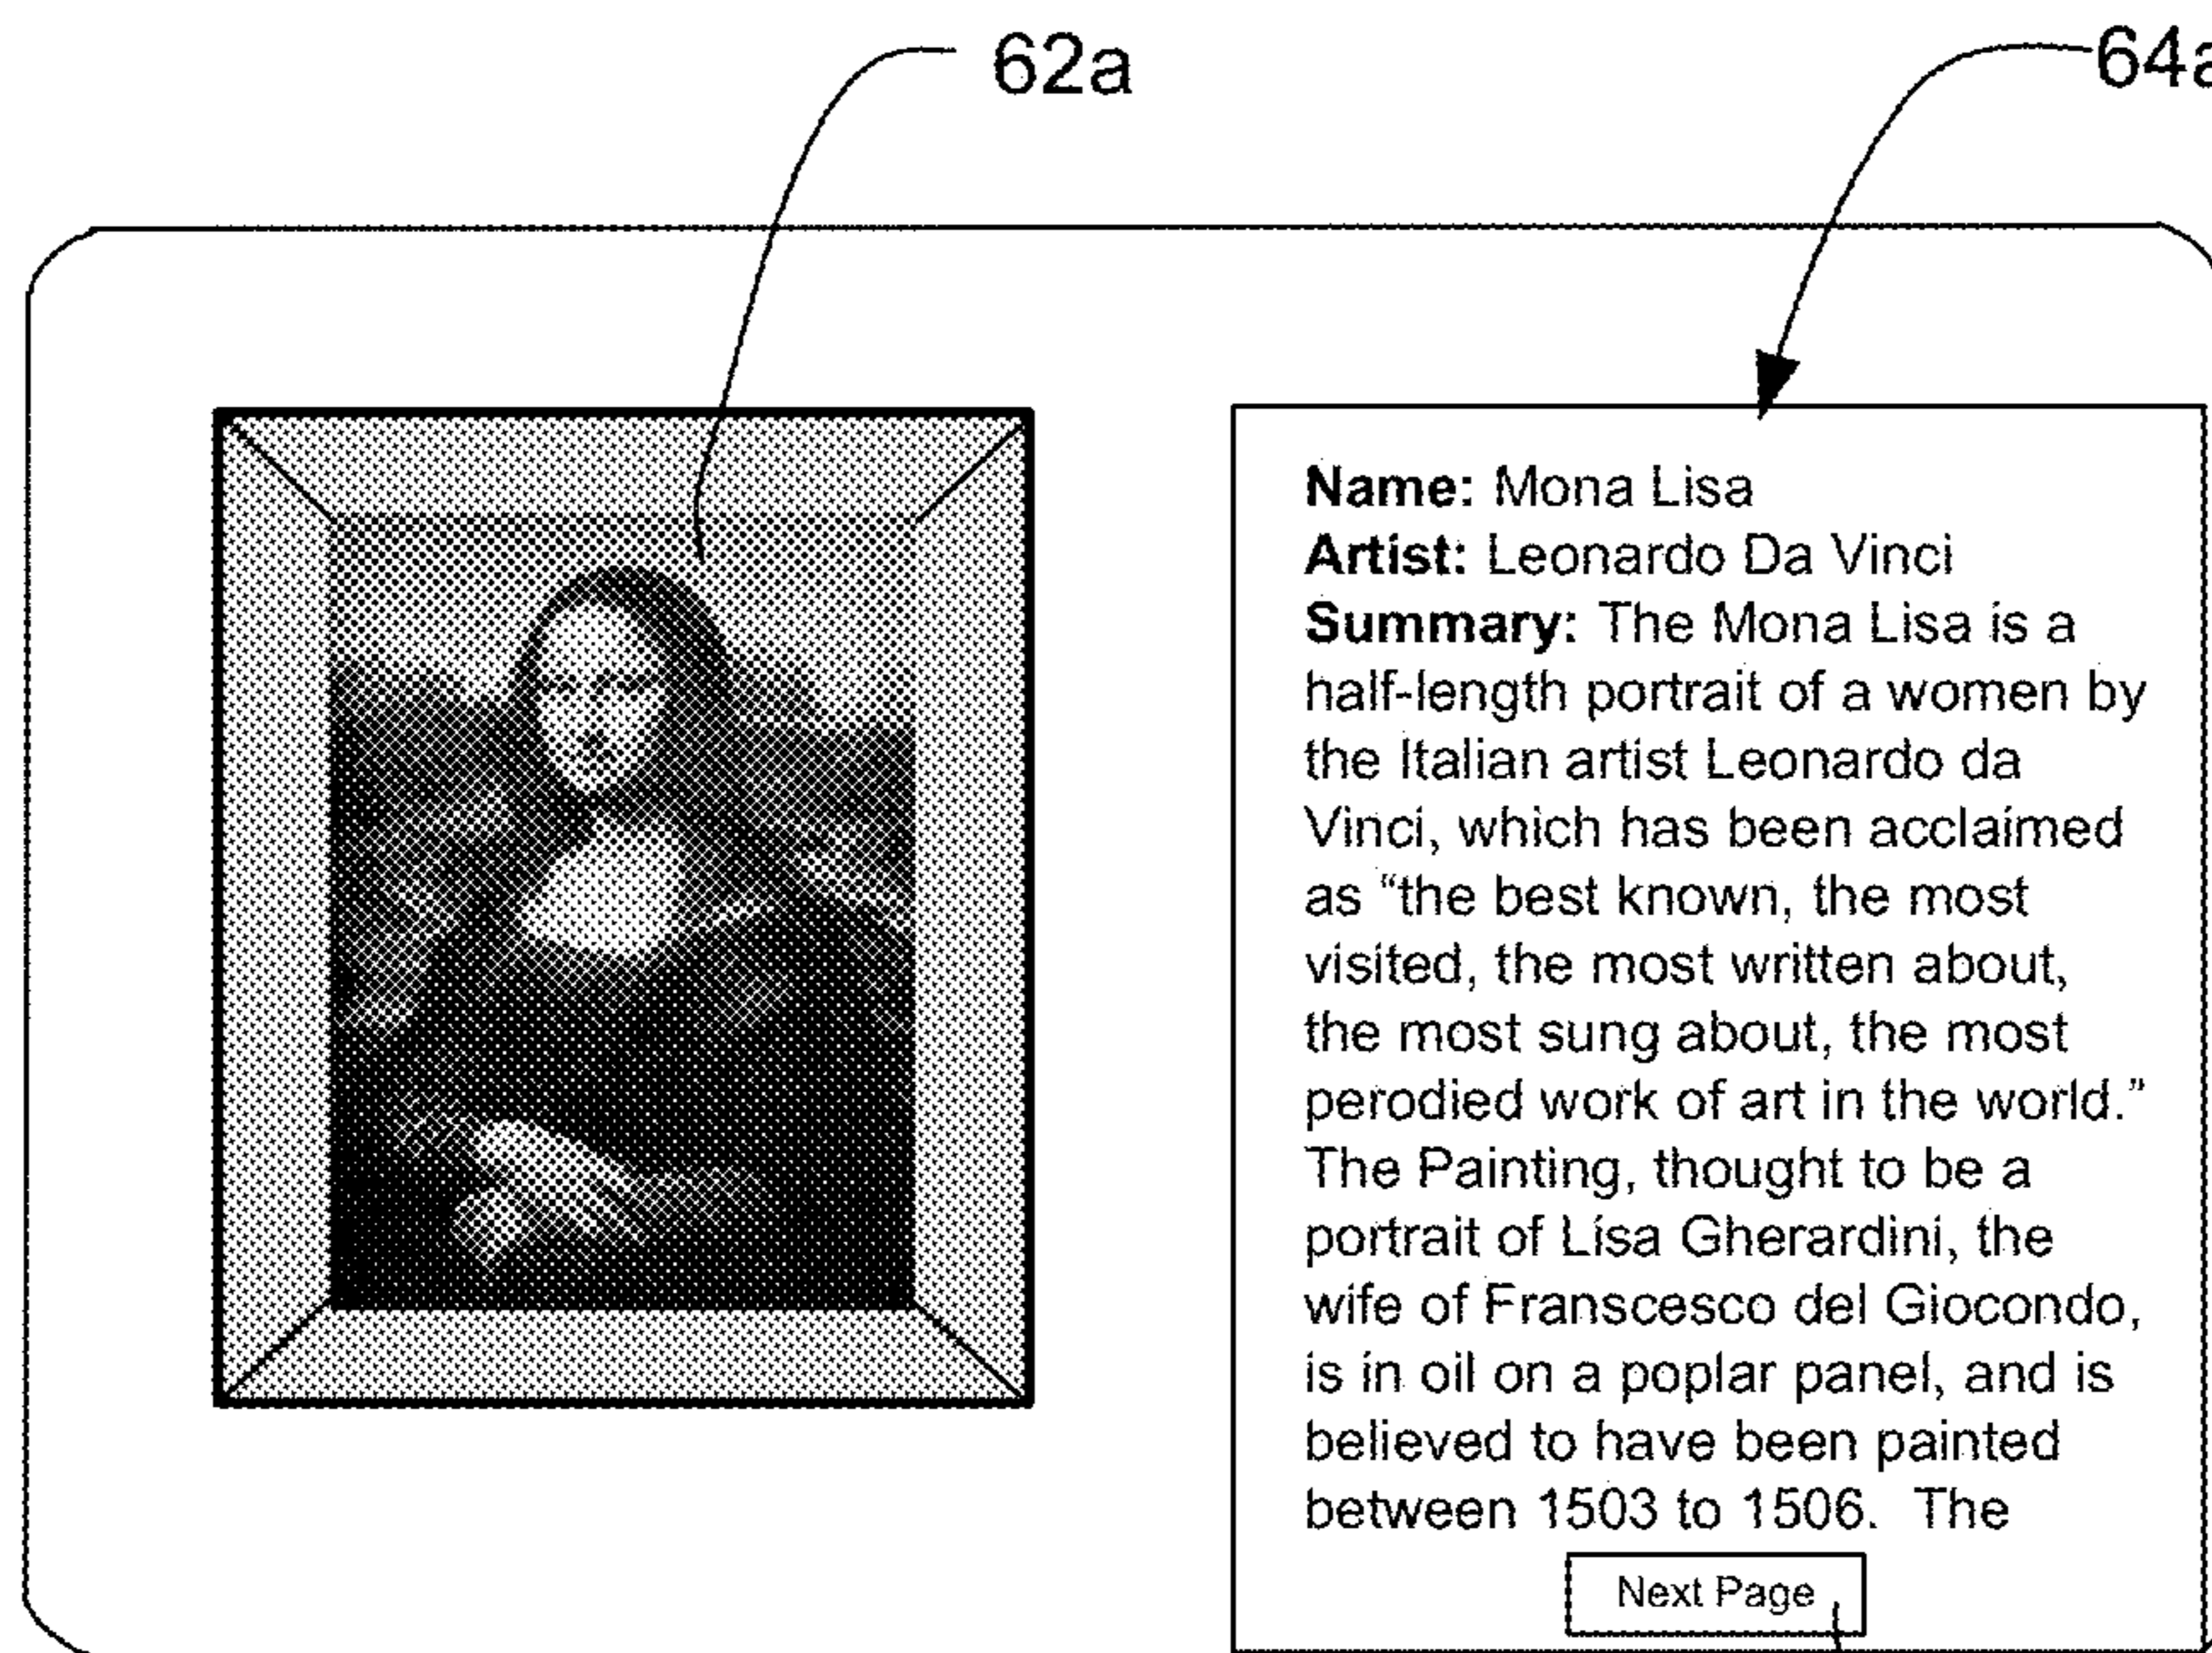 62a
64a
Name: Mona Lisa
Artist: Leonardo Da Vinci
Summary: The Mona Lisa is a
half-length portrait of a women by
the Italian artist Leonardo da
Vinci, which has been acclaimed
as “the best known, the most
visited, the most written about,
the most sung about, the most
perodied work of art in the world.”
The Painting, thought to be a
portrait of Lisa Gherardini, the
wife of Franscesco del Giocondo,
is in oil on a poplar panel, and is
believed to have been painted
between 1503 to 1506. The
Next Page